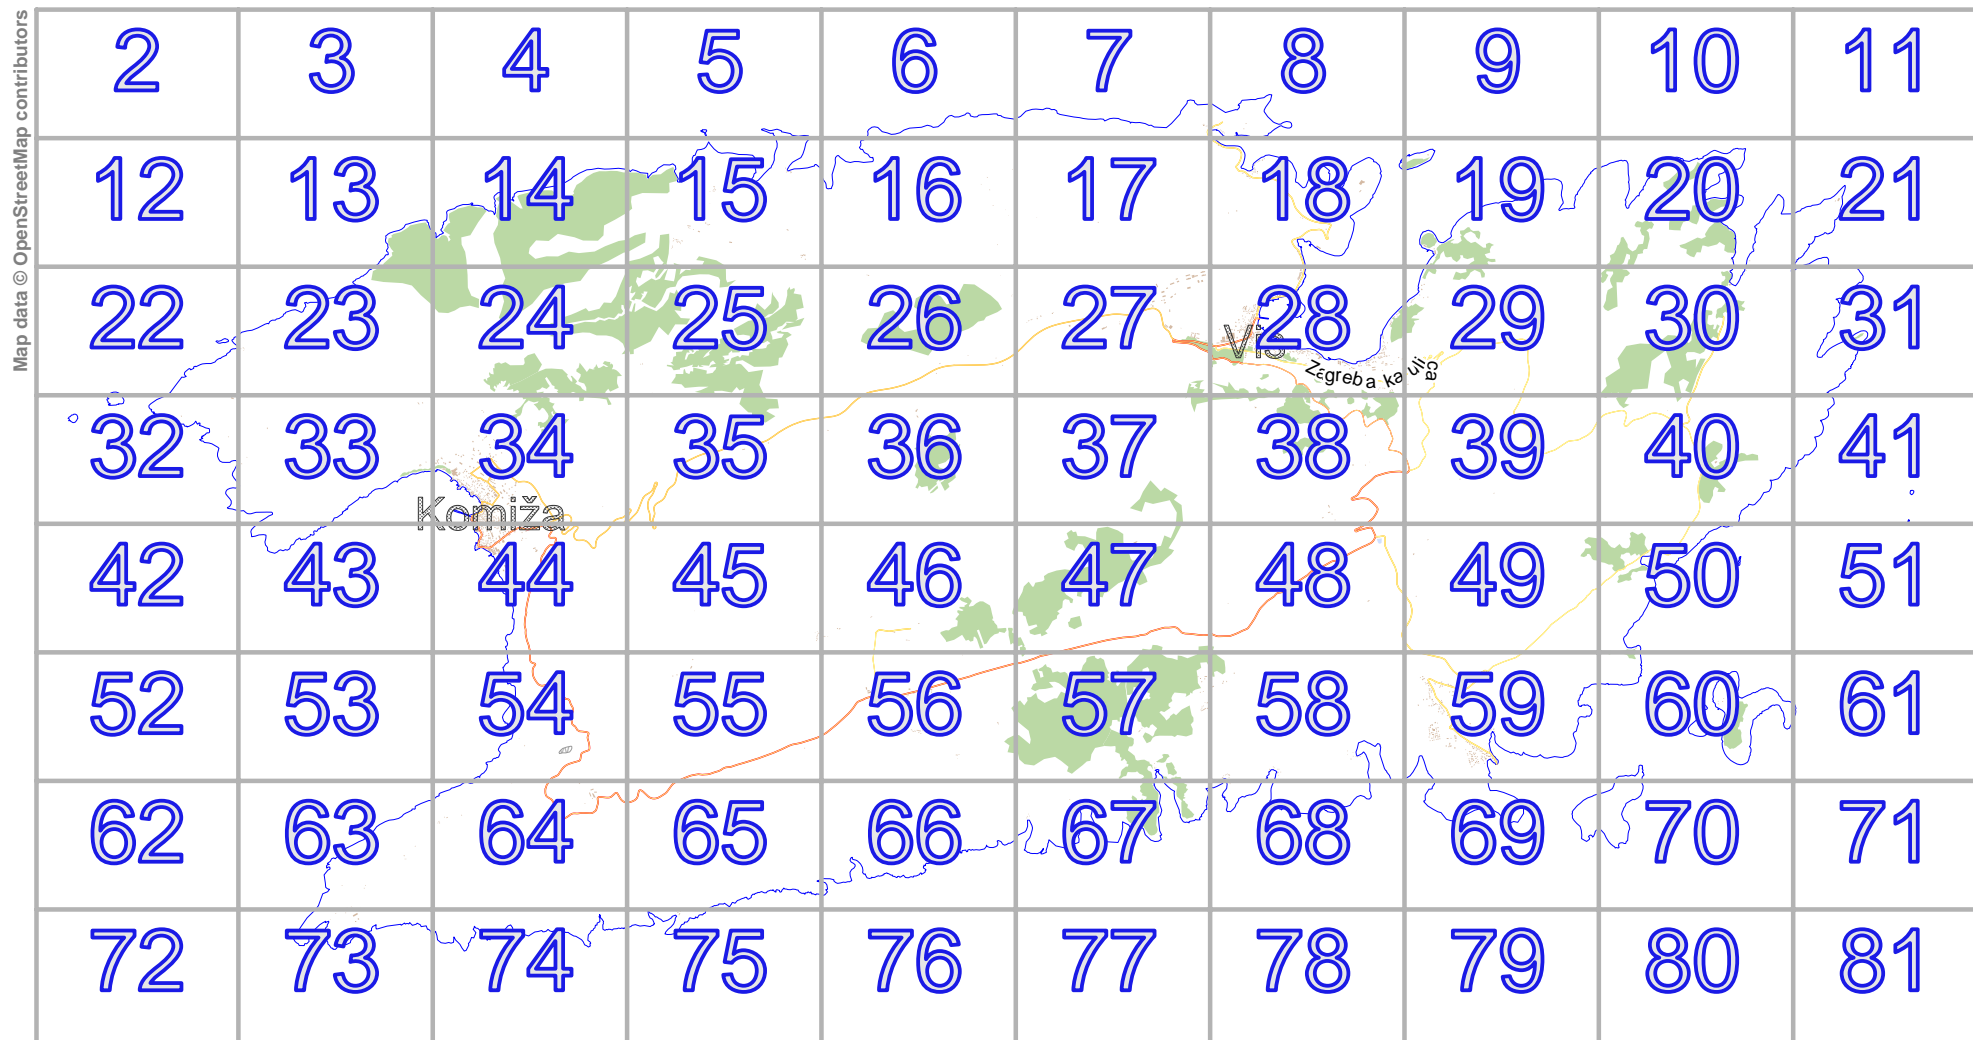 Map data © OpenStreetMap contributors
2 3 4 5 6 7 8 9 10 11
12 13 14 15 16 17 18 19 20 21
22 23 24 25 26 27 28 29 30 31
Vis
Zagreba ka uli ca
32 33 34 35 36 37 38 39 40 41
Komiža
42 43 44 45 46 47 48 49 50 51
52 53 54 55 56 57 58 59 60 61
62 63 64 65 66 67 68 69 70 71
72 73 74 75 76 77 78 79 80 81